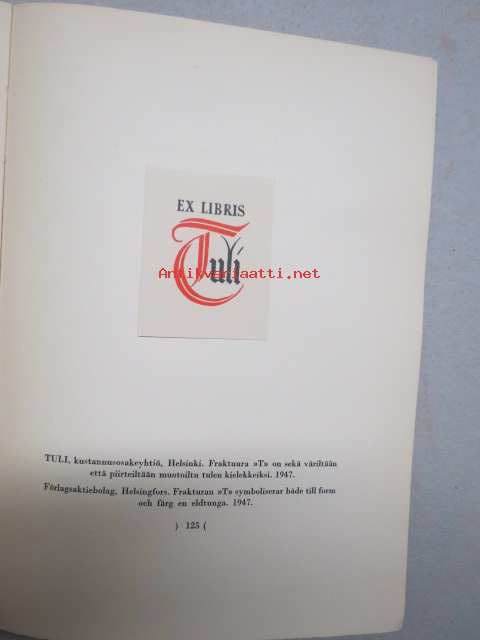 EX LIBRIS
Tuli
Antikvariaatti.net
TULI, kustannusosakeyhtiö, Helsinki. Fraktuura »T» on sekä väriltään
että piirteiltään muotoiltu tulen kielekkeiksi. 1947.
Förlagsaktiebolag, Helsingfors. Frakturan »T» symboliserar både till form
och färg en eldtunga. 1947.
) 125 (